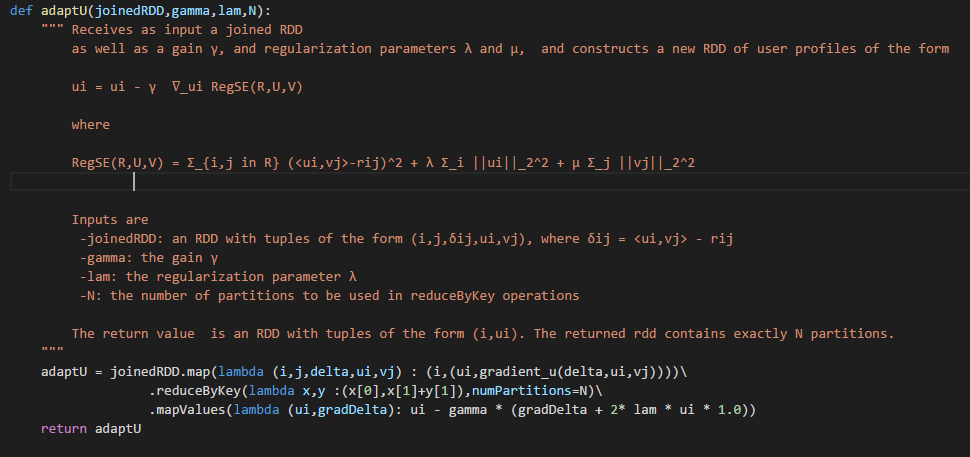 def adaptU(joinedRDD,gamma,lam,N):
""" Receives as input a joined RDD
as well as a gain γ, and regularization parameters λ and μ,  and constructs a new RDD of user profiles of the form
ui = ui - γ  ∇_ui RegSE(R,U,V)
where
RegSE(R,U,V) = Σ_{i,j in R} (<ui,vj>-rij)^2 + λ Σ_i ||ui||_2^2 + μ Σ_j ||vj||_2^2
Inputs are
-joinedRDD: an RDD with tuples of the form (i,j,δij,ui,vj), where δij = <ui,vj> - rij
-gamma: the gain γ
-lam: the regularization parameter λ
-N: the number of partitions to be used in reduceByKey operations
The return value  is an RDD with tuples of the form (i,ui). The returned rdd contains exactly N partitions.
"""
adaptU = joinedRDD.map(lambda (i,j,delta,ui,vj) : (i,(ui,gradient_u(delta,ui,vj))))\
.reduceByKey(lambda x,y :(x[0],x[1]+y[1]),numPartitions=N)\
.mapValues(lambda (ui,gradDelta): ui - gamma * (gradDelta + 2* lam * ui * 1.0))
return adaptU